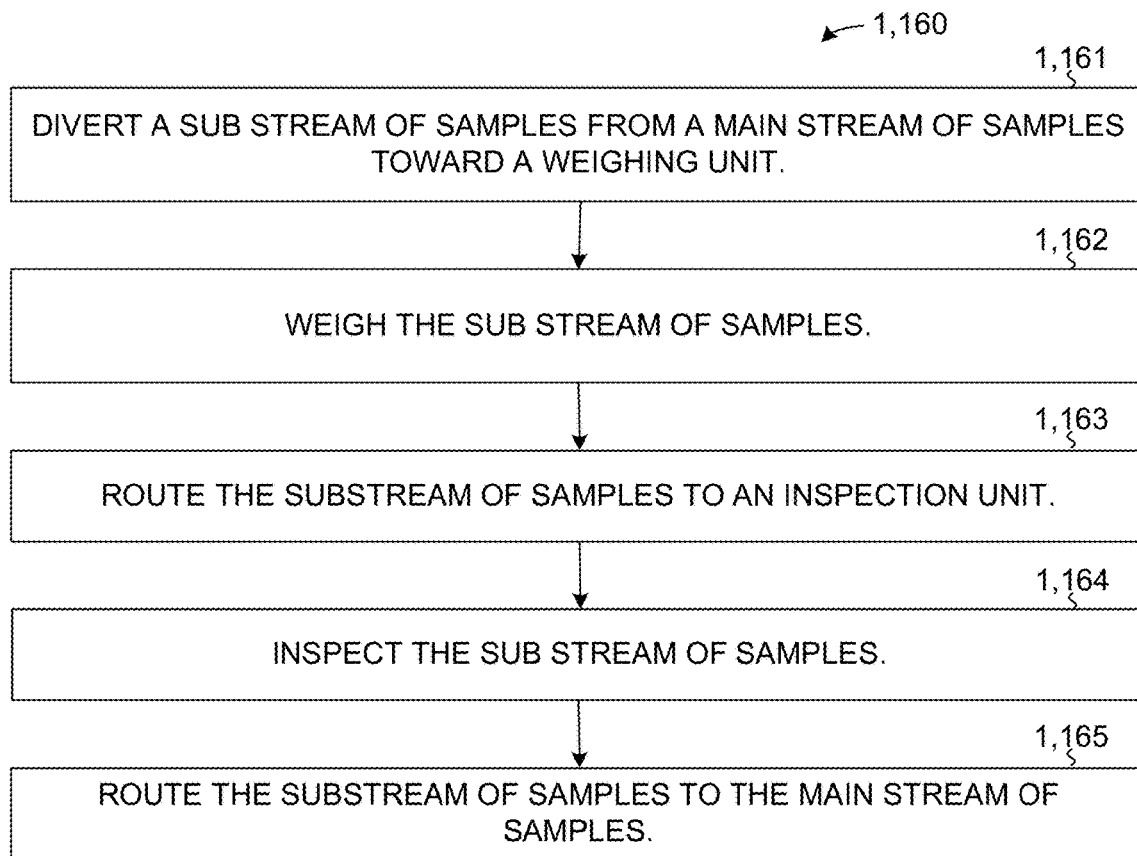 1,160
1,161
DIVERT A SUB STREAM OF SAMPLES FROM A MAIN STREAM OF SAMPLES
TOWARD A WEIGHING UNIT.
1,162
WEIGH THE SUB STREAM OF SAMPLES.
1,163
ROUTE THE SUBSTREAM OF SAMPLES TO AN INSPECTION UNIT.
1,164
INSPECT THE SUB STREAM OF SAMPLES.
1,165
ROUTE THE SUBSTREAM OF SAMPLES TO THE MAIN STREAM OF
SAMPLES.